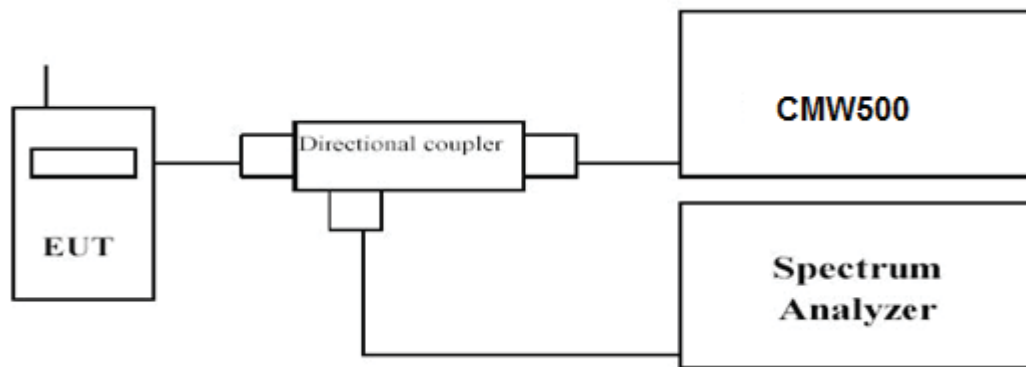 CMW500
Directional coupler
EUT
Spectrum
Analyzer